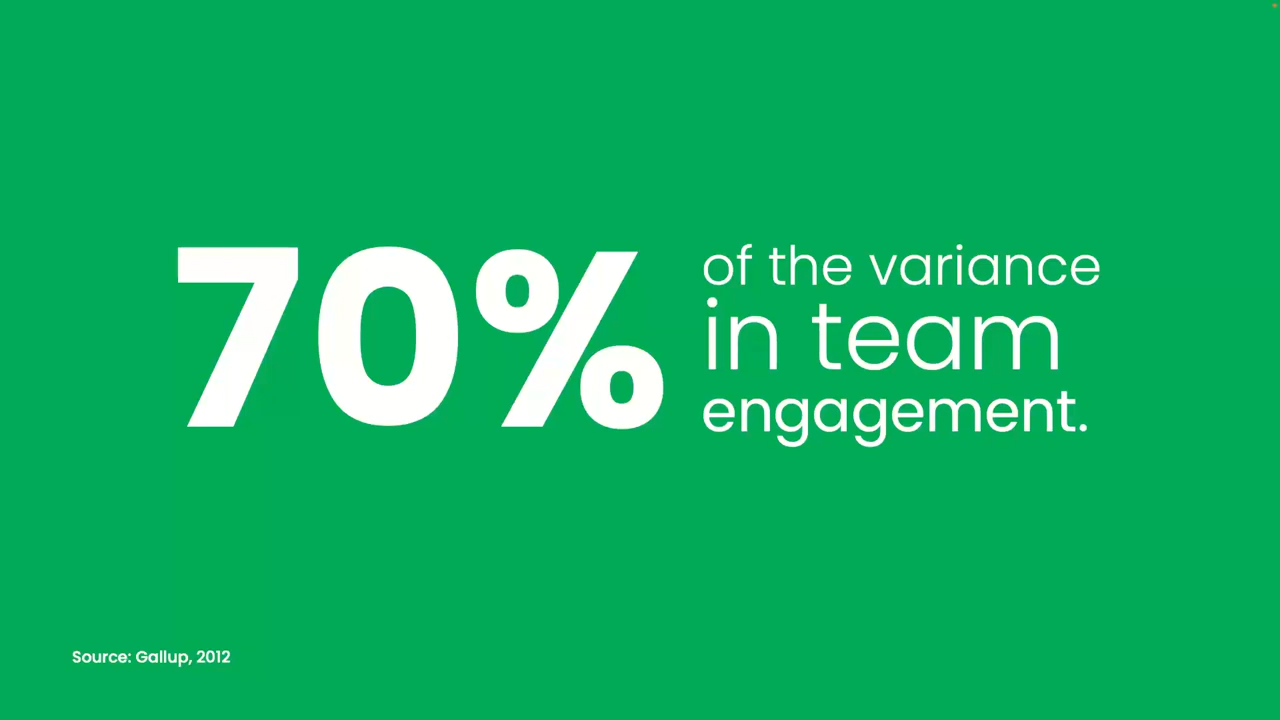 70%
of the variance
in team
engagement.
Source: Gallup, 2012